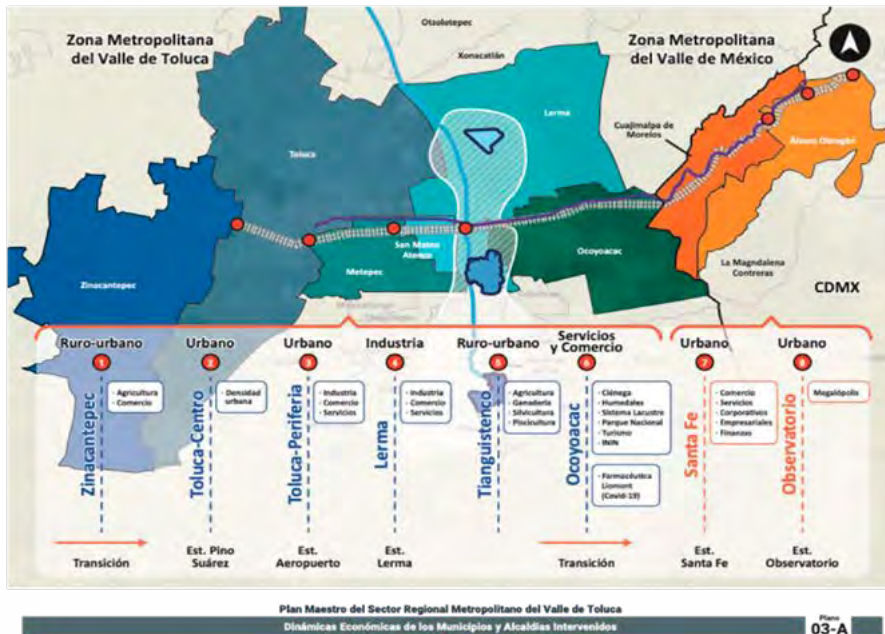 Otzolotepec
Zona Metropolitana
del Valle de Toluca
Xonacatlán
Zona Metropolitana
del Valle de México
Lerma
Cuajimalpa de
Morelos
Álvaro Obregón
Toluca
San Mateo
Atenco
Metepec
Ocoyoacac
La Magndalena
Contreras
Zinacantepec
CDMX
Ruro-urbano
Urbano
Urbano
Industria
Ruro-urbano
Servicios
y Comercio
Urbano
Urbano
1
2
3
4
5
6
7
8
Zinacantepec
· Agricultura
· Comercio
Toluca-Centro
· Densidad
urbana
Toluca-Periferia
· Industria
· Comercio
· Servicios
Lerma
· Industria
· Comercio
· Servicios
Tianguistenco
· Agricultura
· Ganadería
· Silvicultura
· Piscicultura
Ocoyoacac
· Ciénega
· Humedales
· Sistema Lacustre
· Parque Nacional
· Turismo
· ININ
· Farmacéutica
Liomont
(Covid-19)
Santa Fe
· Comercio
· Servicios
· Corporativos
· Empresariales
· Finanzas
Observatorio
· Megalópolis
Transición
Est. Pino
Suárez
Est.
Aeropuerto
Est.
Lerma
Transición
Est.
Santa Fe
Est.
Observatorio
Plan Maestro del Sector Regional Metropolitano del Valle de Toluca
Dinámicas Económicas de los Municipios y Alcaldías Intervenidos
Plano
03-A